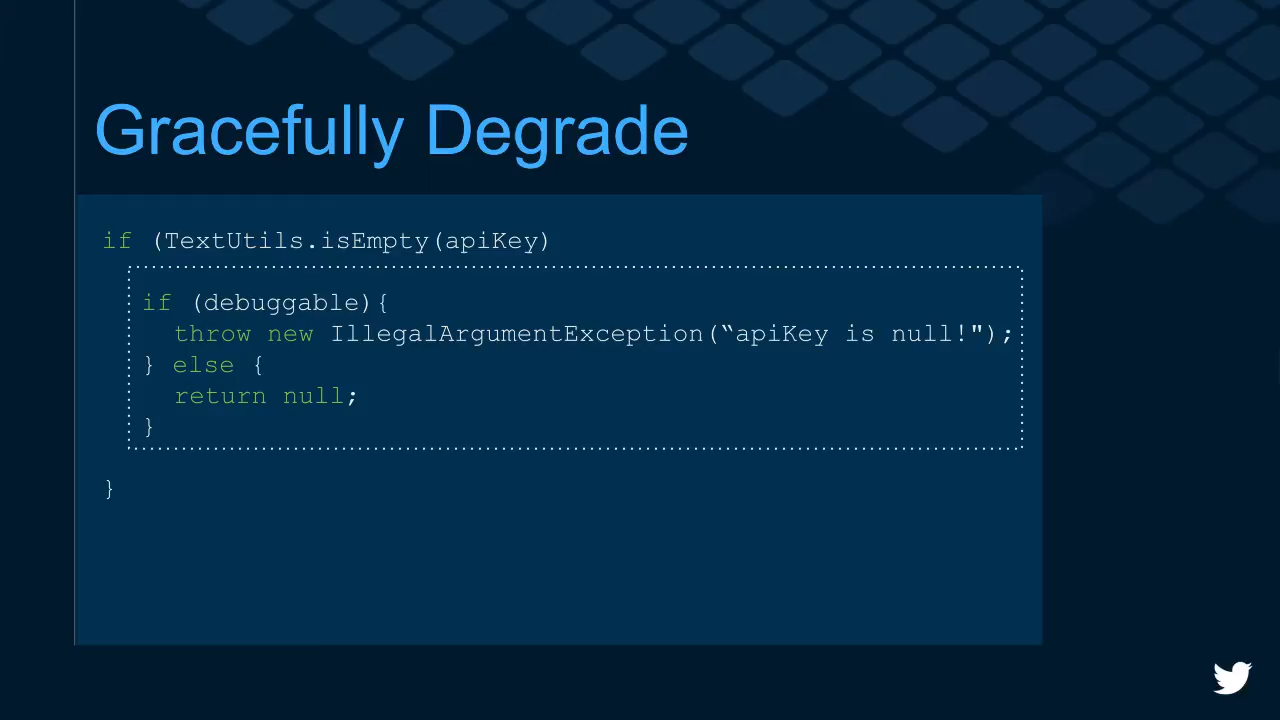 Gracefully Degrade
if (TextUtils.isEmpty(apiKey)
if (debuggable){
throw new IllegalArgumentException(“apiKey is null!");
} else {
return null;
}
}